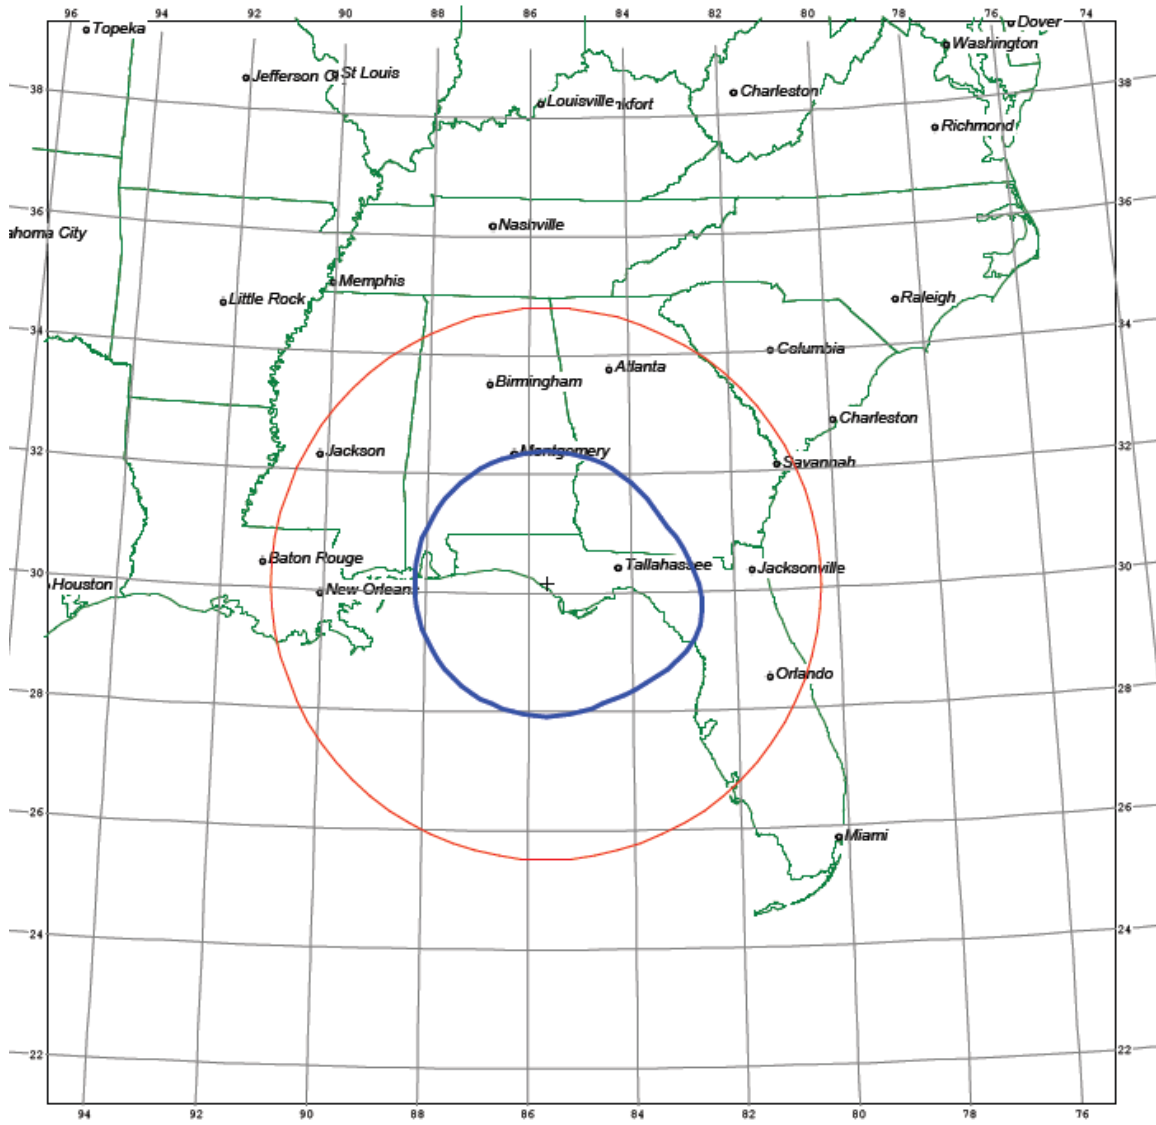 96 94 92 90 88 86 84 82 80 78 76 74
Topeka
Dover
Washington
Jefferson C
St Louis
38
Louisville
kfort
Charleston
38
Richmond
36
36
Nashville
ahoma City
Memphis
Little Rock
Raleigh
34
34
Columbia
Atlanta
Birmingham
Charleston
32
Jackson
Montgomery
Savannah
32
Baton Rouge
Tallahassee
Jacksonville
30
30
Houston
New Orleans
Orlando
28
28
26
26
Miami
24
24
22
22
94 92 90 88 86 84 82 80 78 76